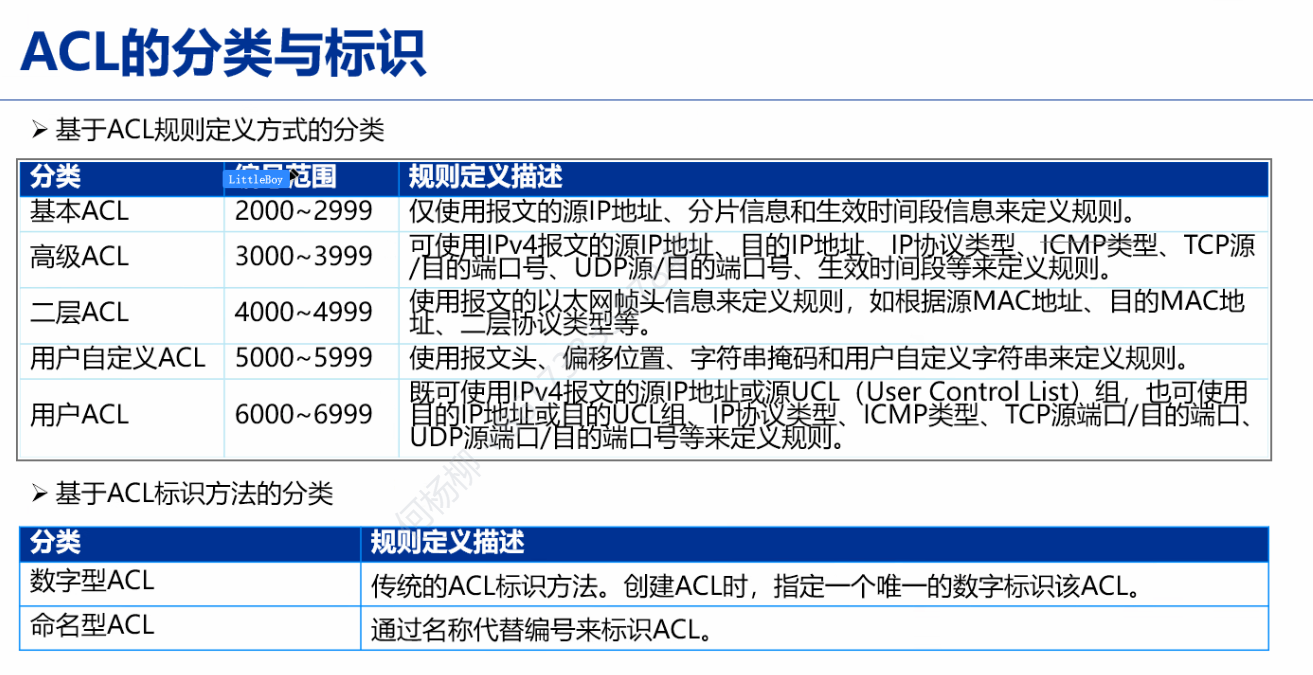 ACL的分类与标识
➢ 基于ACL规则定义方式的分类
分类 编号范围 规则定义描述
LittleBoy
基本ACL 2000~2999 仅使用报文的源IP地址、分片信息和生效时间段信息来定义规则。
高级ACL 3000~3999 可使用IPv4报文的源IP地址、目的IP地址、IP协议类型、ICMP类型、TCP源
/目的端口号、UDP源/目的端口号、生效时间段等来定义规则。
二层ACL 4000~4999 使用报文的以太网帧头信息来定义规则，如根据源MAC地址、目的MAC地
址、二层协议类型等。
用户自定义ACL 5000~5999 使用报文头、偏移位置、字符串掩码和用户自定义字符串来定义规则。
用户ACL 6000~6999 既可使用IPv4报文的源IP地址或源UCL（User Control List）组，也可使用
目的IP地址或目的UCL组、IP协议类型、ICMP类型、TCP源端口/目的端口、
UDP源端口/目的端口号等来定义规则。
➢ 基于ACL标识方法的分类
分类 规则定义描述
数字型ACL 传统的ACL标识方法。创建ACL时，指定一个唯一的数字标识该ACL。
命名型ACL 通过名称代替编号来标识ACL。
何杨柳